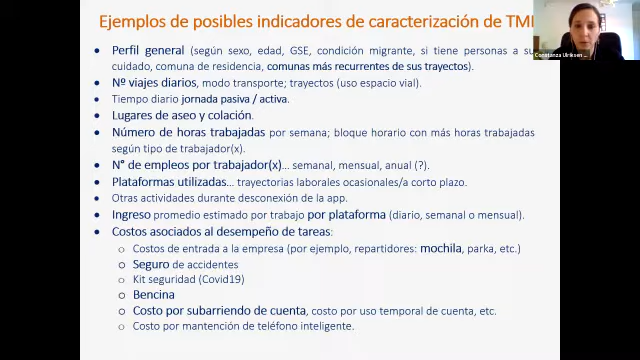 Ejemplos de posibles indicadores de caracterización de
Perfil general (según sexo, edad, GSE, condición migrante, si tiene personas a su
cuidado, comuna de residencia, comunas más recurrentes de sus trayectos).
Nº viajes diarios, modo transporte; trayectos (uso espacio vial).
Tiempo diario jornada pasiva / activa.
Lugares de aseo y colación.
Número de horas trabajadas por semana; bloque horario con más horas trabajadas
según tipo de trabajador(x).
N° de empleos por trabajador(x)... semanal, mensual, anual (?).
Plataformas utilizadas... trayectorias laborales ocasionales/a corto plazo.
Otras actividades durante desconexión de la app.
Ingreso promedio estimado por trabajo por plataforma (diario, semanal o mensual).
Costos asociados al desempeño de tareas:
Costos de entrada a la empresa (por ejemplo, repartidores: mochila, parka, etc.)
Seguro de accidentes
Kit seguridad (Covid19)
Bencina
Costo por subarriendo de cuenta, costo por uso temporal de cuenta, etc.
Costo por mantención de teléfono inteligente.
Constanza Ulriksen